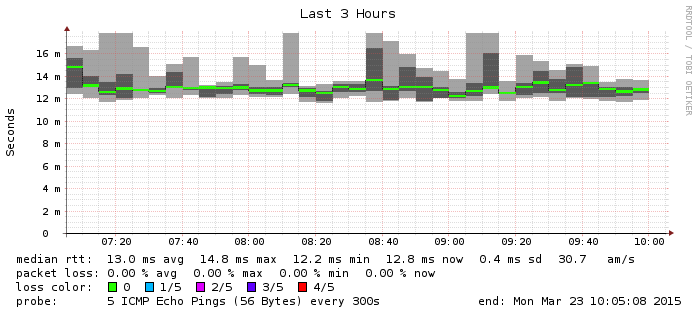 Last 3 Hours
RRDTOOL / TOBI OETIKER
Seconds
16 m
14 m
12 m
10 m
8 m
6 m
4 m
2 m
0
07:20 07:40 08:00 08:20 08:40 09:00 09:20 09:40 10:00
median rtt: 13.0 ms avg 14.8 ms max 12.2 ms min 12.8 ms now 0.4 ms sd 30.7 am/s
packet loss: 0.00 % avg 0.00 % max 0.00 % min 0.00 % now
loss color: 0 1/5 2/5 3/5 4/5
probe: 5 ICMP Echo Pings (56 Bytes) every 300s end: Mon Mar 23 10:05:08 2015